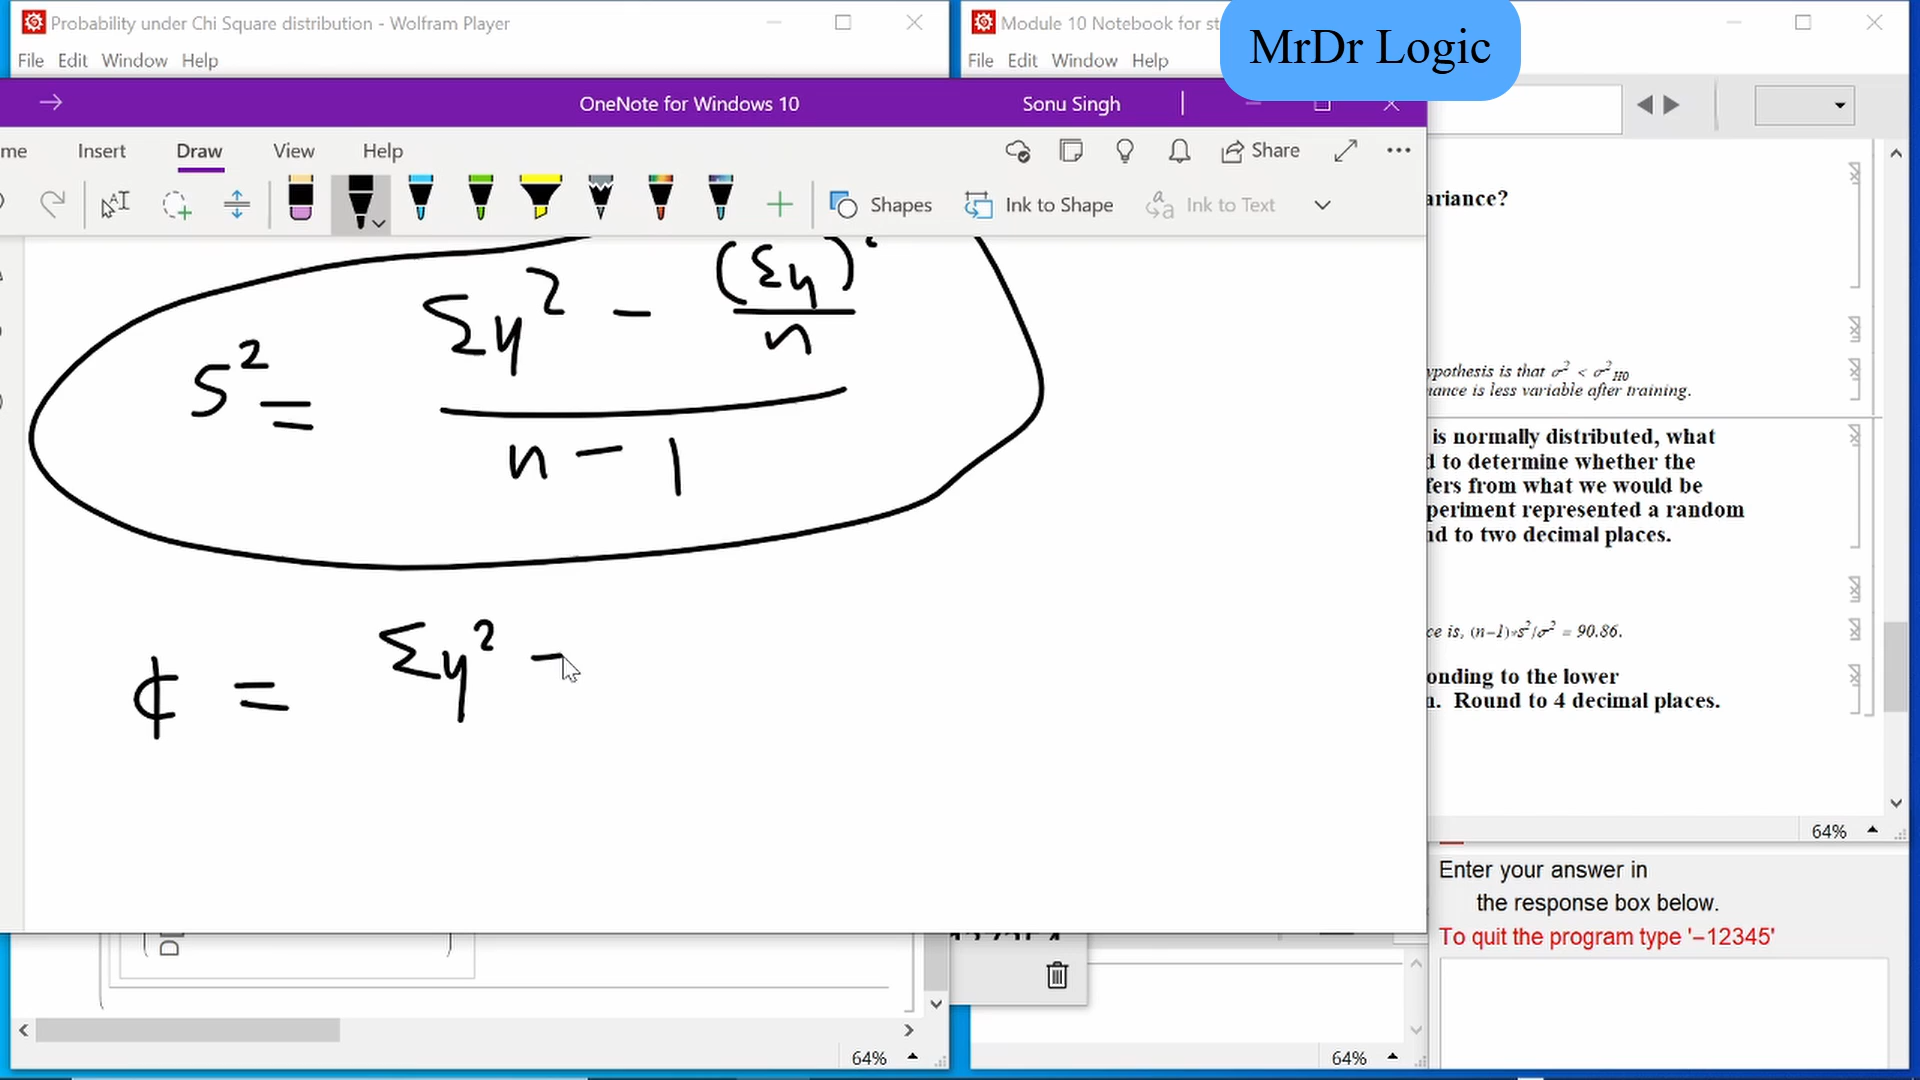 Probability under Chi Square distribution - Wolfram Player
File Edit Window Help
Module 10 Notebook for st
File Edit Window Help
MrDr Logic
OneNote for Windows 10
Sonu Singh
me Insert Draw View Help
Share
Shapes
Ink to Shape
Ink to Text
S² = (Σy² - (Σy)² / n) / (n - 1)
¢ = Σy² -
ariance?
ypothesis is that σ² < σ²H0
nance is less variable after training.
is normally distributed, what
d to determine whether the
fers from what we would be
periment represented a random
nd to two decimal places.
ce is, (n−1)*s²/σ² = 90.86.
onding to the lower
n. Round to 4 decimal places.
64%
Enter your answer in
the response box below.
To quit the program type '−12345'
64%
64%